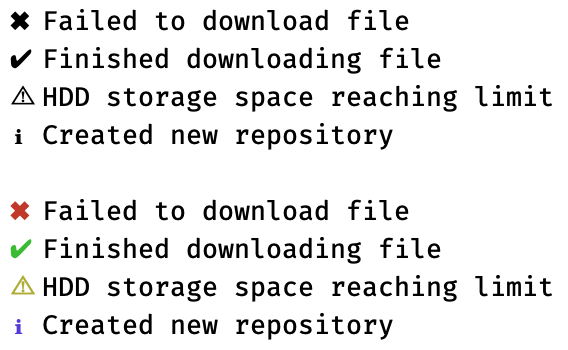 ✖ Failed to download file
✔ Finished downloading file
⚠ HDD storage space reaching limit
ℹ Created new repository
✖ Failed to download file
✔ Finished downloading file
⚠ HDD storage space reaching limit
ℹ Created new repository